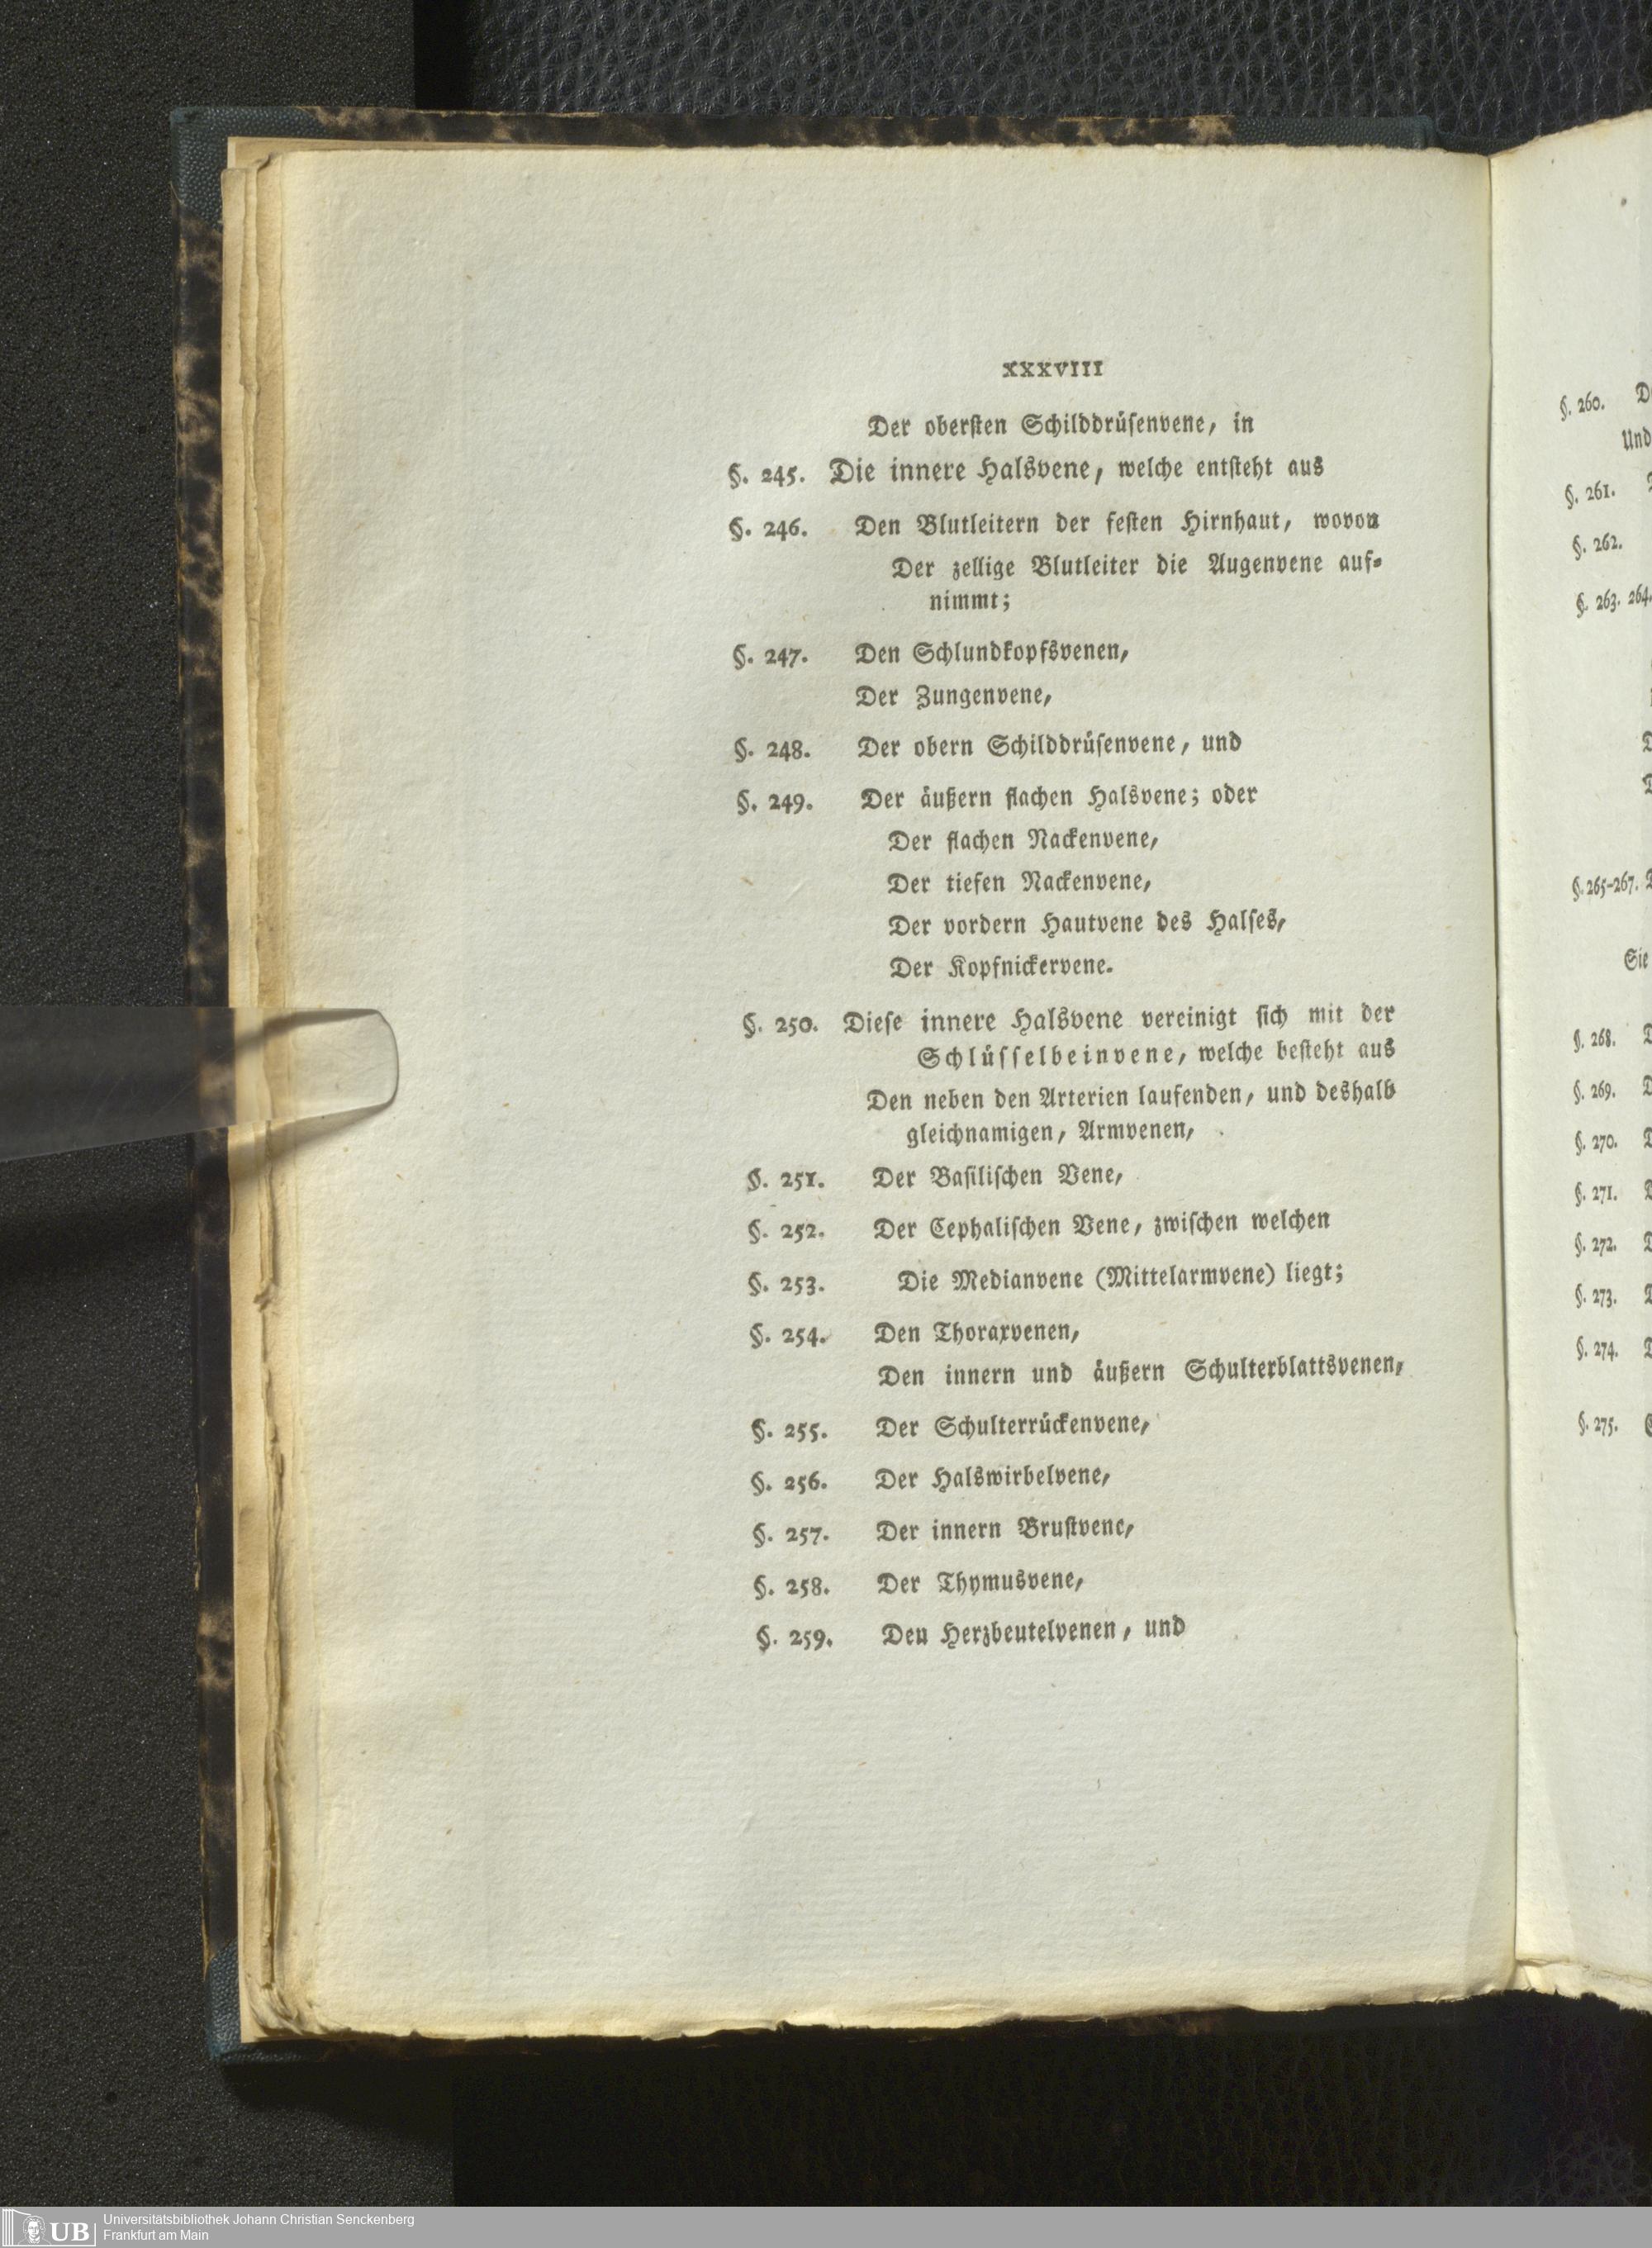 XXXVIII
Der obersten Schilddrüsenvene, in
§. 245. Die innere Halsvene, welche entsteht aus
§. 246. Den Blutleitern der festen Hirnhaut, wovon
Der zellige Blutleiter die Augenvene auf-
nimmt;
§. 247. Den Schlundkopfsvenen,
Der Zungenvene,
§. 248. Der obern Schilddrüsenvene, und
§. 249. Der äußern flachen Halsvene; oder
Der flachen Nackenvene,
Der tiefen Nackenvene,
Der vordern Hautvene des Halses,
Der Kopfnickervene.
§. 250. Diese innere Halsvene vereinigt sich mit der
Schlüsselbeinvene, welche besteht aus
Den neben den Arterien laufenden, und deshalb
gleichnamigen, Armvenen,
§. 251. Der Basilischen Vene,
§. 252. Der Cephalischen Vene, zwischen welchen
§. 253. Die Medianvene (Mittelarmvene) liegt;
§. 254. Den Thoraxvenen,
Den innern und äußern Schulterblattsvenen,
§. 255. Der Schulterrückenvene,
§. 256. Der Halswirbelvene,
§. 257. Der innern Brustvene,
§. 258. Der Thymusvene,
§. 259. Den Herzbeutelvenen, und
§. 260.
Und
§. 261.
§. 262.
§. 263. 264.
§. 265-267.
Sie
§. 268.
§. 269.
§. 270.
§. 271.
§. 272.
§. 273.
§. 274.
§. 275.
UB
Universitätsbibliothek Johann Christian Senckenberg
Frankfurt am Main